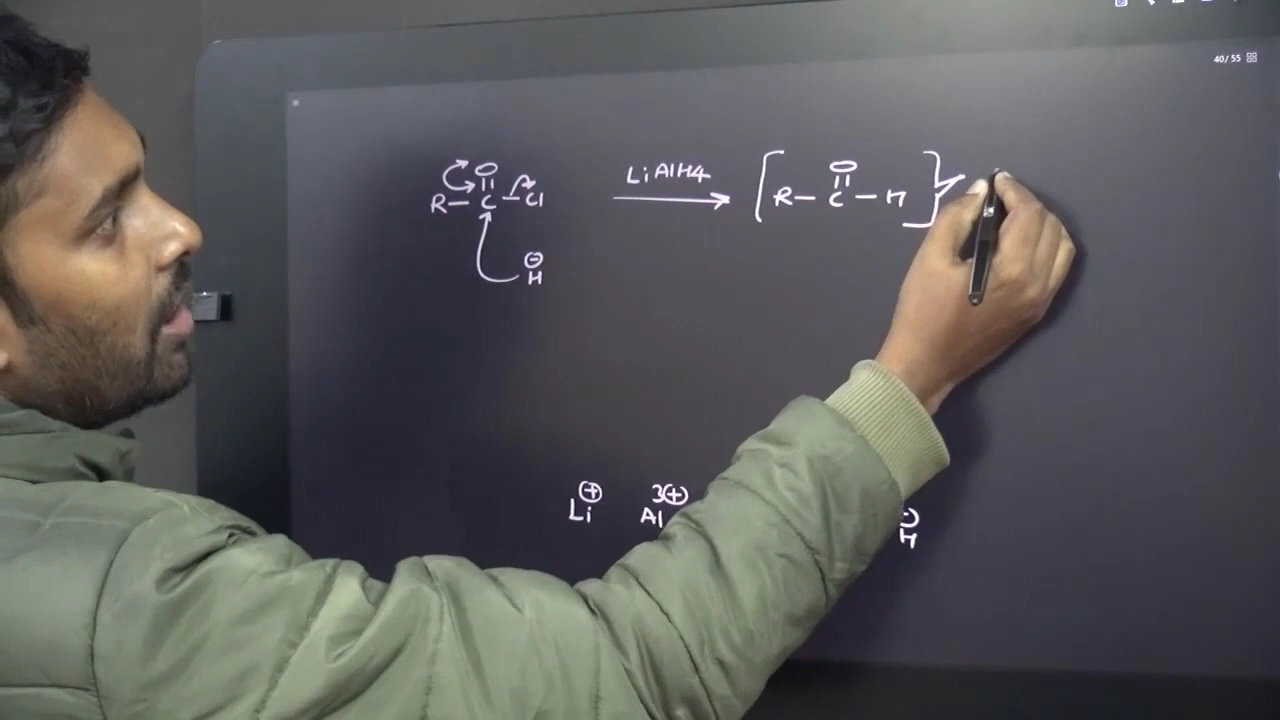 40/55
O O
R-C-Cl LiAlH4 [R-C-H]
⊖
H
⊕ 3⊕ ⊖
Li Al H